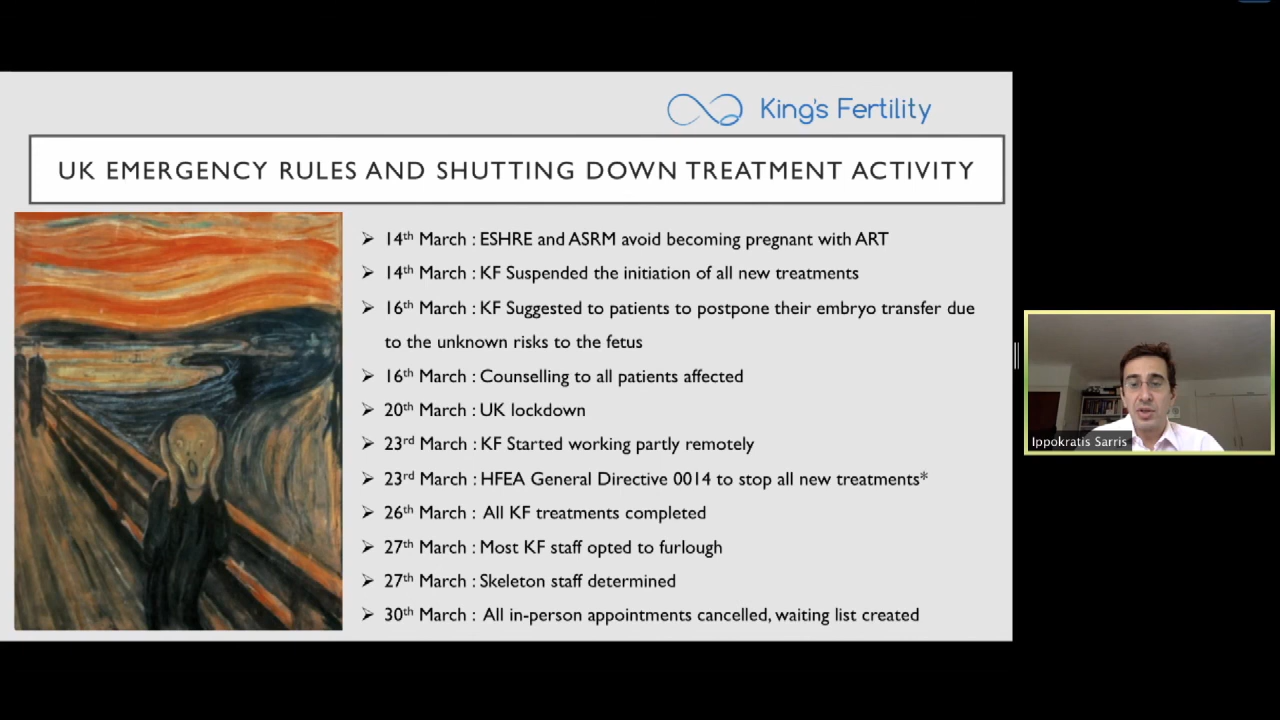 King's Fertility
UK EMERGENCY RULES AND SHUTTING DOWN TREATMENT ACTIVITY
➢ 14th March : ESHRE and ASRM avoid becoming pregnant with ART
➢ 14th March : KF Suspended the initiation of all new treatments
➢ 16th March : KF Suggested to patients to postpone their embryo transfer due
to the unknown risks to the fetus
➢ 16th March : Counselling to all patients affected
➢ 20th March : UK lockdown
➢ 23rd March : KF Started working partly remotely
➢ 23rd March : HFEA General Directive 0014 to stop all new treatments*
➢ 26th March : All KF treatments completed
➢ 27th March : Most KF staff opted to furlough
➢ 27th March : Skeleton staff determined
➢ 30th March : All in-person appointments cancelled, waiting list created
Ippokratis Sarris